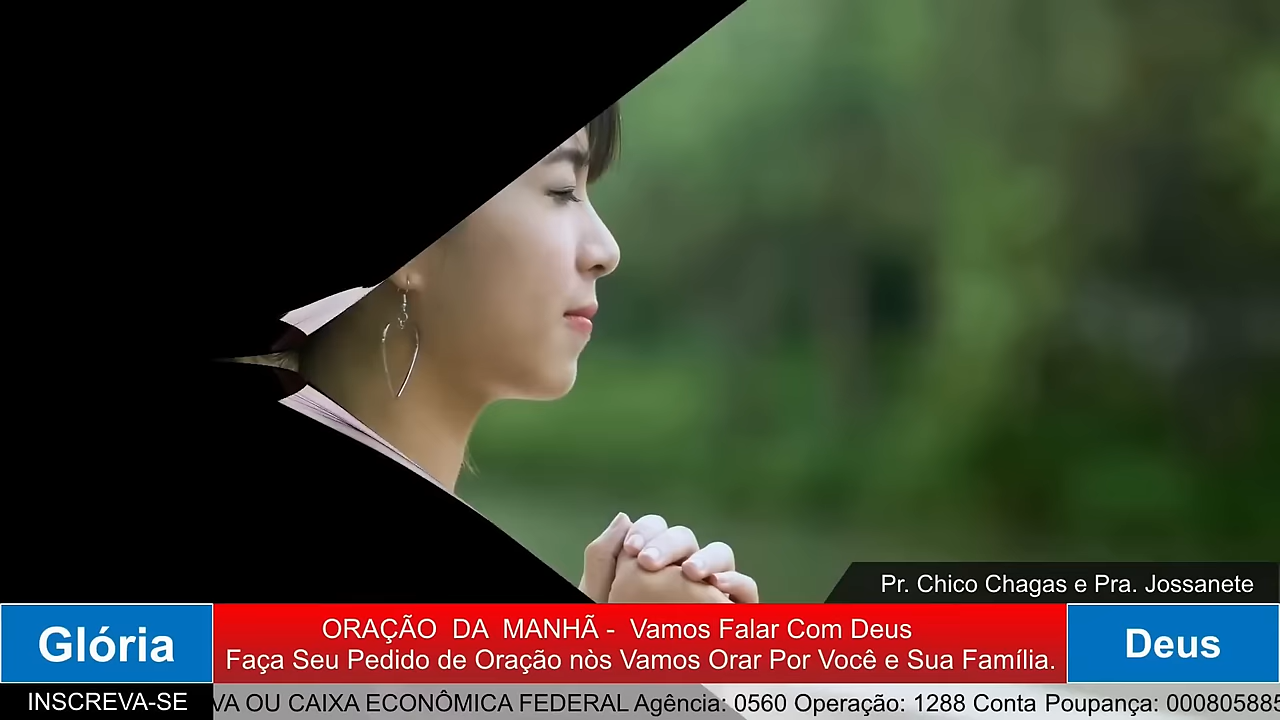 Pr. Chico Chagas e Pra. Jossanete
Glória
ORAÇÃO DA MANHÃ - Vamos Falar Com Deus
Faça Seu Pedido de Oração nòs Vamos Orar Por Você e Sua Família.
Deus
INSCREVA-SE
VA OU CAIXA ECONÔMICA FEDERAL Agência: 0560 Operação: 1288 Conta Poupança: 000805885